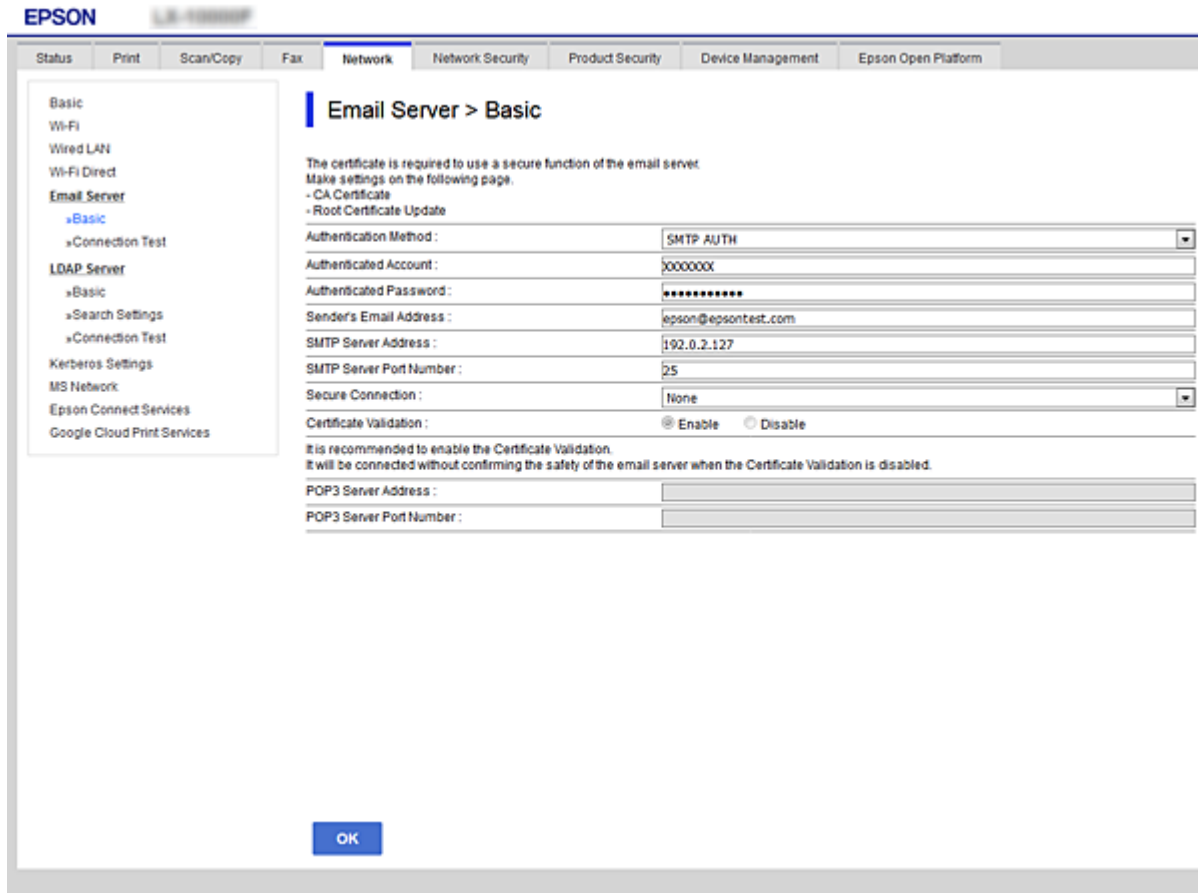 EPSON
Status Print Scan/Copy Fax Network Network Security Product Security Device Management Epson Open Platform
Basic
Wi-Fi
Wired LAN
Wi-Fi Direct
Email Server
»Basic
»Connection Test
LDAP Server
»Basic
»Search Settings
»Connection Test
Kerberos Settings
MS Network
Epson Connect Services
Google Cloud Print Services
Email Server > Basic
The certificate is required to use a secure function of the email server.
Make settings on the following page.
- CA Certificate
- Root Certificate Update
Authentication Method : SMTP AUTH
Authenticated Account : XXXXXXX
Authenticated Password : •••••••••••
Sender's Email Address : epson@epsontest.com
SMTP Server Address : 192.0.2.127
SMTP Server Port Number : 25
Secure Connection : None
Certificate Validation : Enable Disable
It is recommended to enable the Certificate Validation.
It will be connected without confirming the safety of the email server when the Certificate Validation is disabled.
POP3 Server Address :
POP3 Server Port Number :
OK